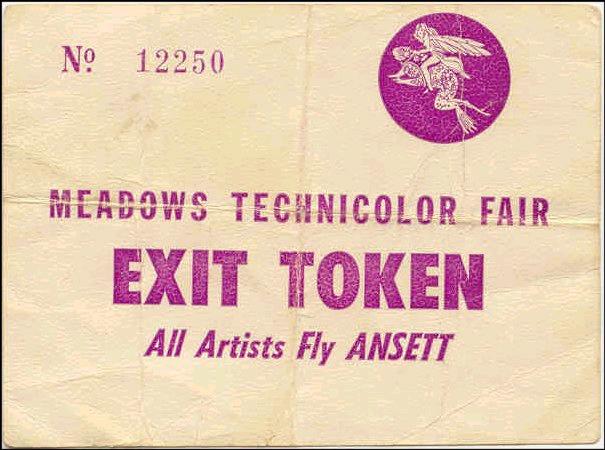 Nº 12250
MEADOWS TECHNICOLOR FAIR
EXIT TOKEN
All Artists Fly ANSETT